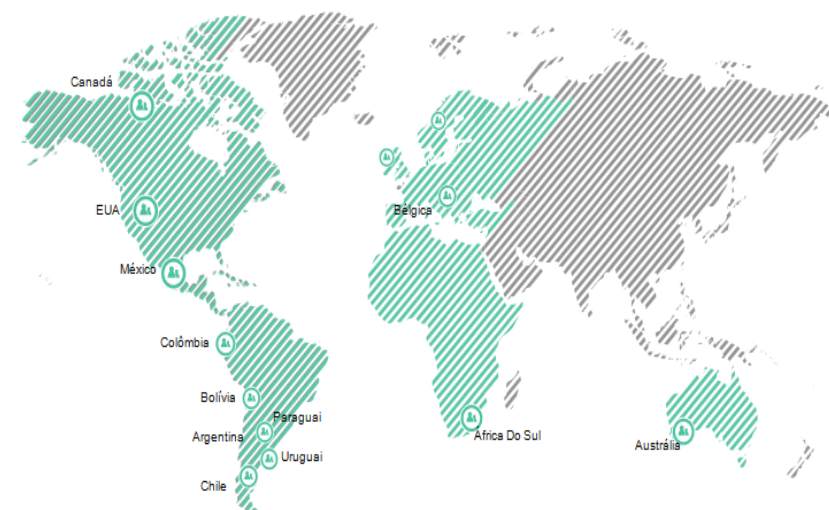 Canadá
EUA
Bélgica
México
Colômbia
Bolívia
Paraguai
Argentina
África Do Sul
Austrália
Uruguai
Chile